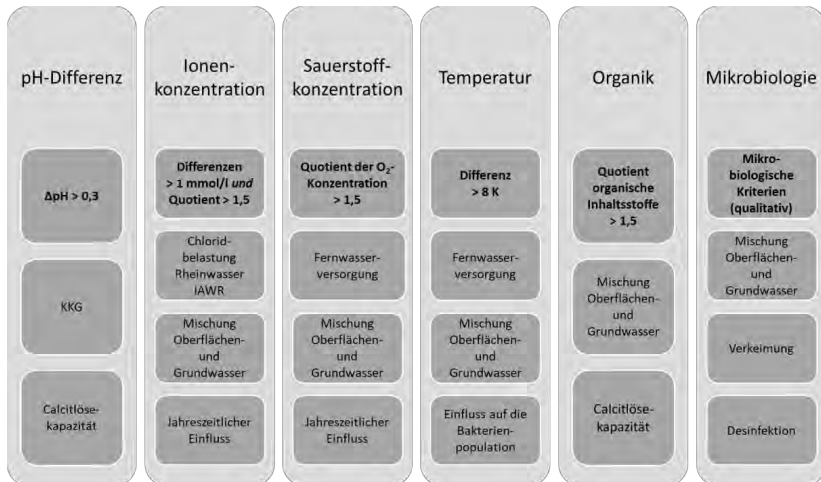 pH-Differenz
ΔpH > 0,3
KKG
Calcitlöse-
kapazität
Ionen-
konzentration
Differenzen
> 1 mmol/l und
Quotient > 1,5
Chlorid-
belastung
Rheinwasser
IAWR
Mischung
Oberflächen-
und
Grundwasser
Jahreszeitlicher
Einfluss
Sauerstoff-
konzentration
Quotient der O₂-
Konzentration
> 1,5
Fernwasser-
versorgung
Mischung
Oberflächen-
und
Grundwasser
Jahreszeitlicher
Einfluss
Temperatur
Differenz
> 8 K
Fernwasser-
versorgung
Mischung
Oberflächen-
und
Grundwasser
Einfluss auf die
Bakterien-
population
Organik
Quotient
organische
Inhaltsstoffe
> 1,5
Mischung
Oberflächen-
und
Grundwasser
Calcitlöse-
kapazität
Mikrobiologie
Mikro-
biologische
Kriterien
(qualitativ)
Mischung
Oberflächen-
und
Grundwasser
Verkeimung
Desinfektion